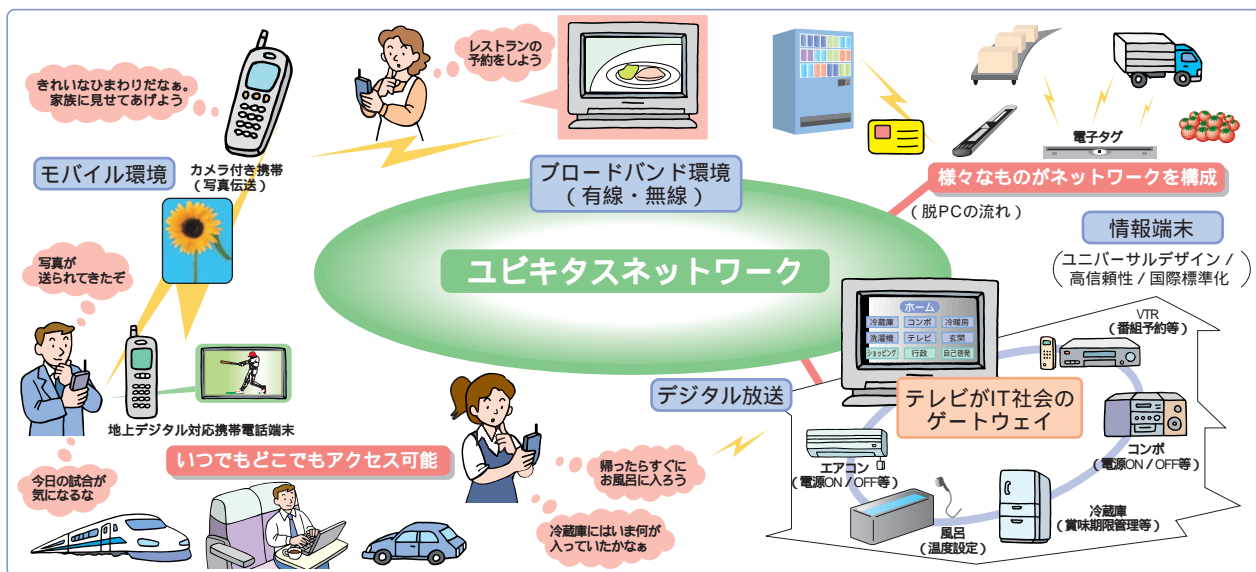 レストランの
予約をしよう
きれいなひまわりだなぁ。
家族に見せてあげよう
カメラ付き携帯
(写真伝送)
モバイル環境
ブロードバンド環境
(有線・無線)
電子タグ
様々なものがネットワークを構成
(脱PCの流れ)
情報端末
ユニバーサルデザイン/
高信頼性/国際標準化
ユビキタスネットワーク
写真が
送られてきたぞ
ホーム
冷蔵庫 コンポ 冷暖房
洗濯機 テレビ 玄関
ショッピング 行政 自己啓発
VTR
(番組予約等)
デジタル放送
テレビがIT社会の
ゲートウェイ
地上デジタル対応携帯電話端末
いつでもどこでもアクセス可能
コンポ
(電源ON/OFF等)
エアコン
(電源ON/OFF等)
帰ったらすぐに
お風呂に入ろう
今日の試合が
気になるな
冷蔵庫
(賞味期限管理等)
風呂
(温度設定)
冷蔵庫にはいま何が
入っていたかなぁ